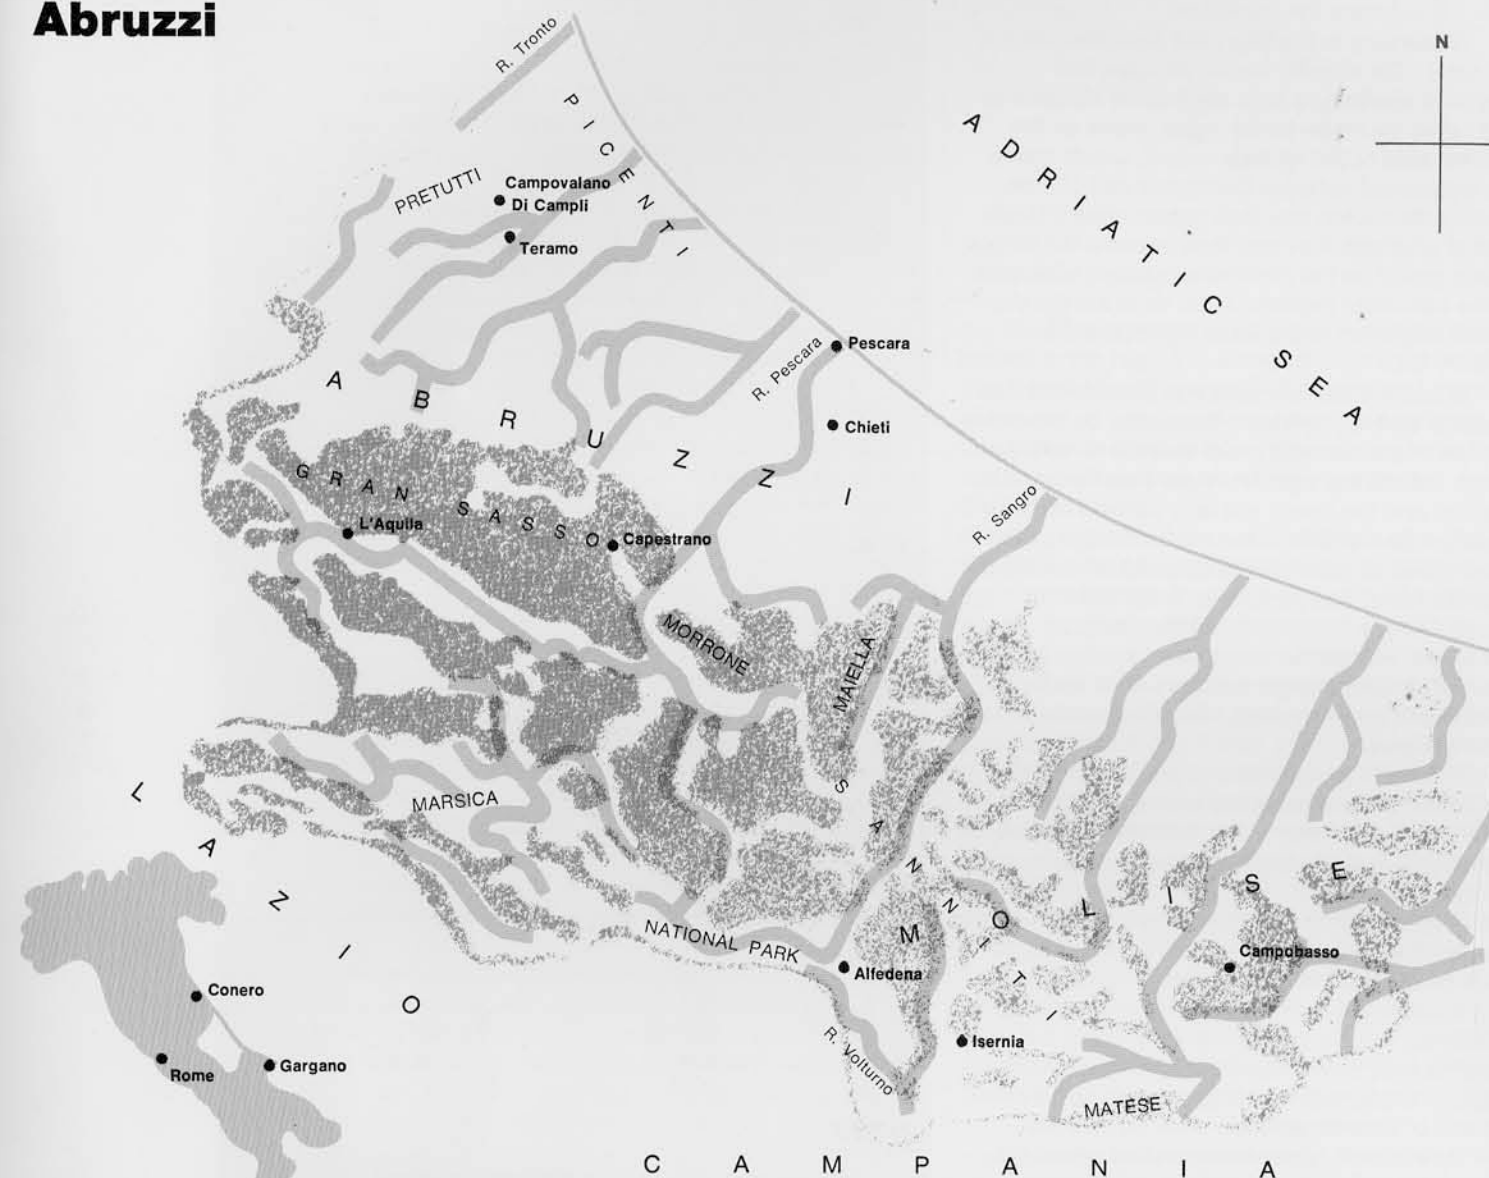 Abruzzi
R. Tronto
N
PICENTI
ADRIATIC SEA
PRETUTTI
Campovalano
Di Campli
Teramo
R. Pescara
Pescara
ABRUZZI
Chieti
GRAN SASSO
R. Sangro
L'Aquila
Capestrano
MORRONE
MAIELLA
LAZIO
MARSICA
SANNITI
MOLISE
NATIONAL PARK
Alfedena
Campobasso
Conero
R. Volturno
Isernia
Rome
Gargano
MATESE
CAMPANIA